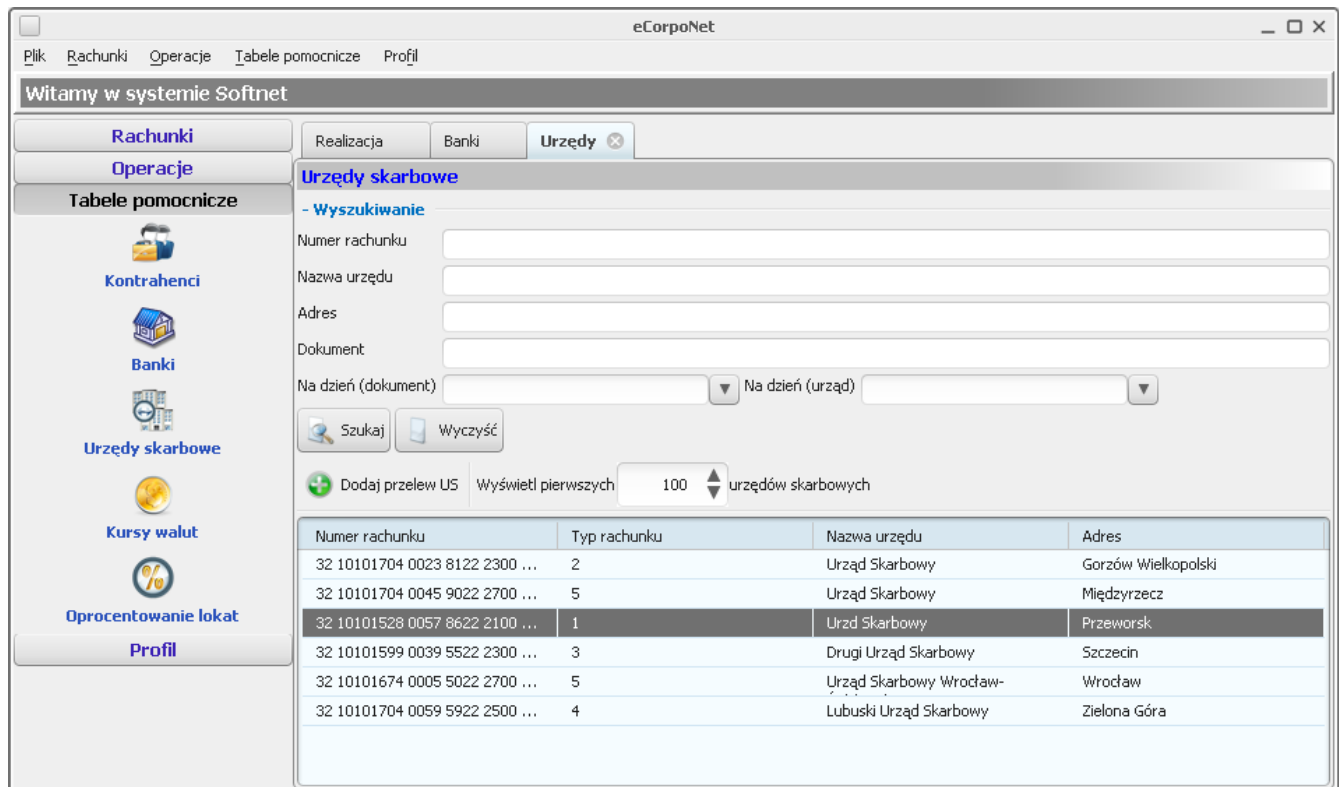 eCorpoNet
Plik Rachunki Operacje Tabele pomocnicze Profil
Witamy w systemie Softnet
Rachunki
Operacje
Tabele pomocnicze
Kontrahenci
Banki
Urzędy skarbowe
Kursy walut
Oprocentowanie lokat
Profil
Realizacja Banki Urzędy
Urzędy skarbowe
- Wyszukiwanie
Numer rachunku
Nazwa urzędu
Adres
Dokument
Na dzień (dokument) Na dzień (urząd)
Szukaj Wyczyść
Dodaj przelew US Wyświetl pierwszych 100 urzędów skarbowych
Numer rachunku Typ rachunku Nazwa urzędu Adres
32 10101704 0023 8122 2300 ... 2 Urząd Skarbowy Gorzów Wielkopolski
32 10101704 0045 9022 2700 ... 5 Urząd Skarbowy Międzyrzecz
32 10101528 0057 8622 2100 ... 1 Urzd Skarbowy Przeworsk
32 10101599 0039 5522 2300 ... 3 Drugi Urząd Skarbowy Szczecin
32 10101674 0005 5022 2700 ... 5 Urząd Skarbowy Wrocław- Wrocław
32 10101704 0059 5922 2500 ... 4 Lubuski Urząd Skarbowy Zielona Góra